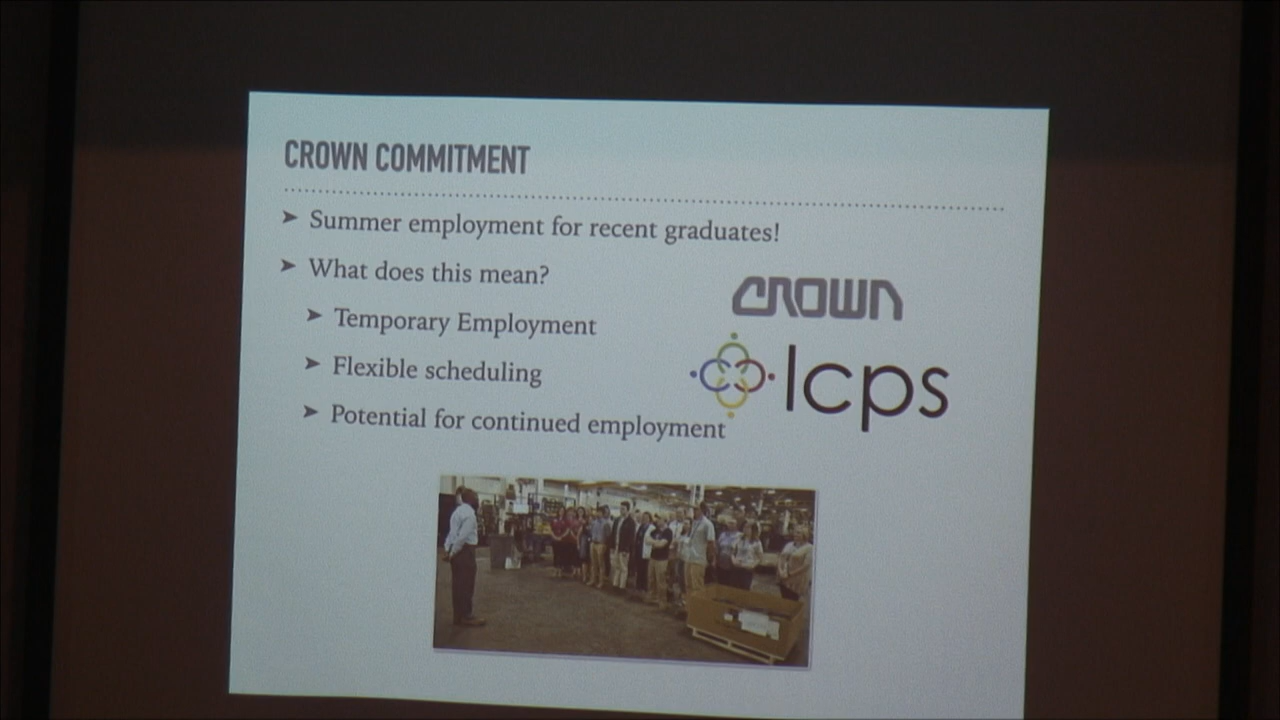 CROWN COMMITMENT
➤ Summer employment for recent graduates!
➤ What does this mean?
➤ Temporary Employment
➤ Flexible scheduling
➤ Potential for continued employment
CROWN
lcps